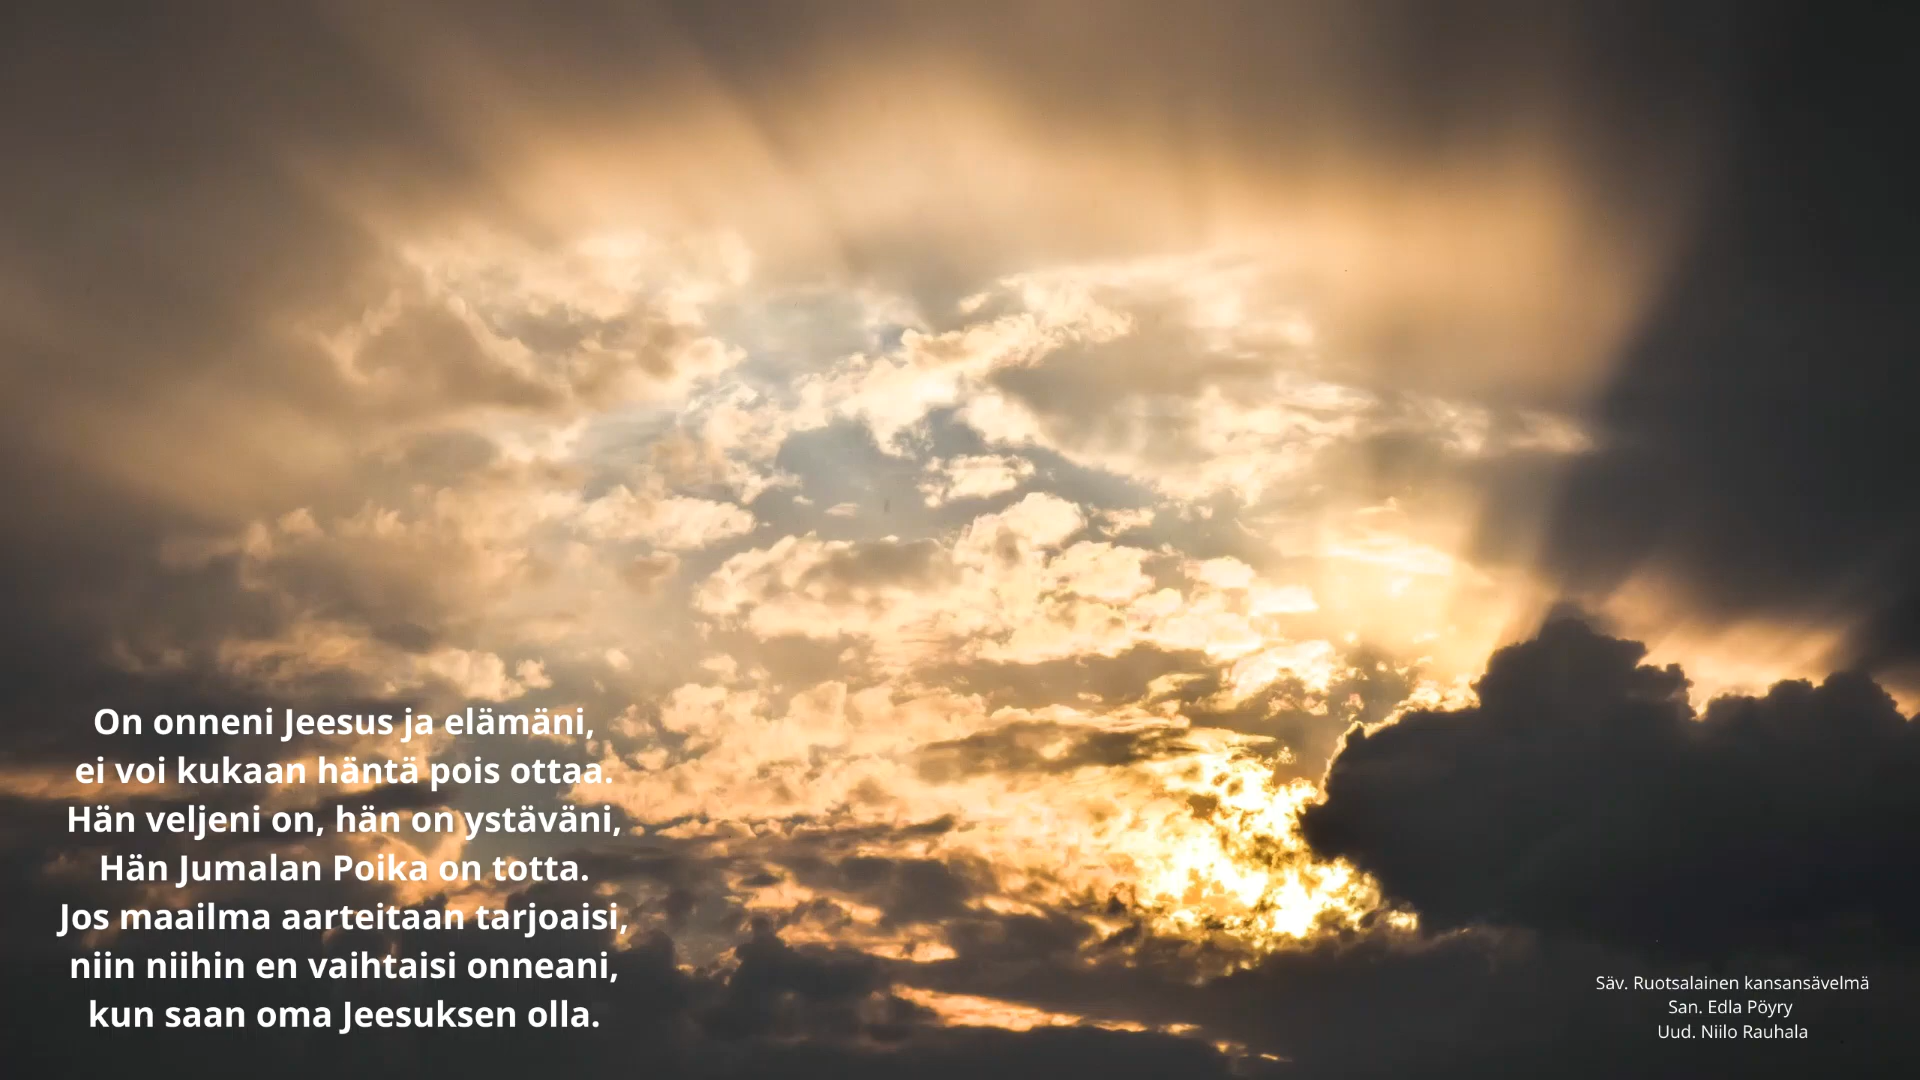 On onneni Jeesus ja elämäni,
ei voi kukaan häntä pois ottaa.
Hän veljeni on, hän on ystäväni,
Hän Jumalan Poika on totta.
Jos maailma aarteitaan tarjoaisi,
niin niihin en vaihtaisi onneani,
kun saan oma Jeesuksen olla.
Säv. Ruotsalainen kansansävelmä
San. Edla Pöyry
Uud. Niilo Rauhala